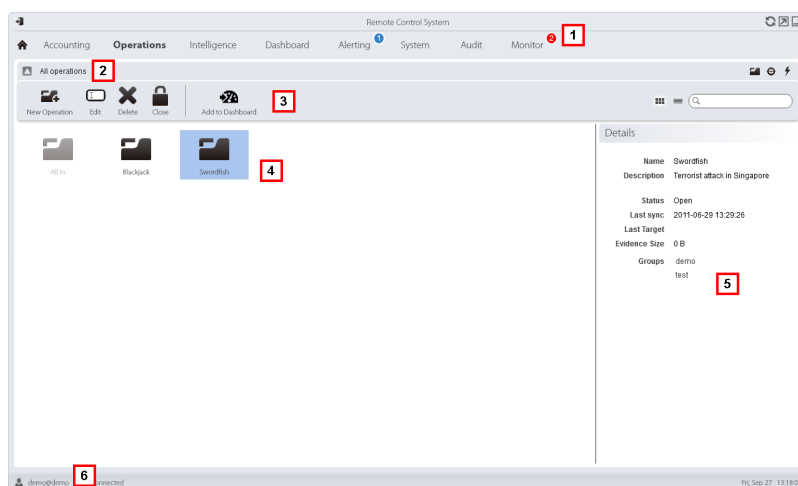 Remote Control System
Accounting Operations Intelligence Dashboard Alerting 1 System Audit Monitor 2 1
All operations 2
New Operation Edit Delete Close Add to Dashboard 3
Details
All in Blackjack Swordfish 4
Name Swordfish
Description Terrorist attack in Singapore
Status Open
Last sync 2011-06-29 13:29:26
Last Target
Evidence Size 0 B
Groups demo
test
5
6
demo@demo
Fri, Sep 27 13:18:0